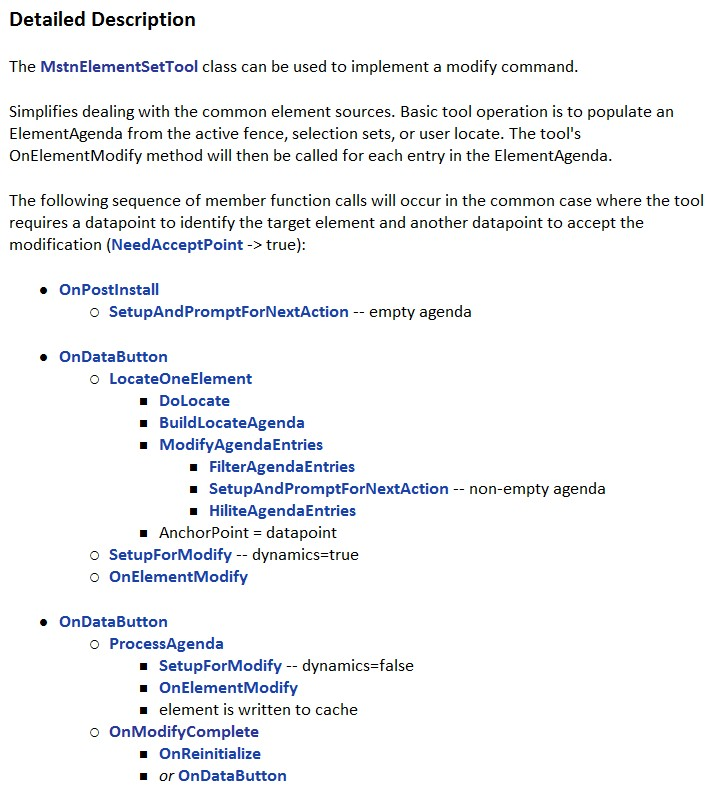 Detailed Description
The MstnElementSetTool class can be used to implement a modify command.
Simplifies dealing with the common element sources. Basic tool operation is to populate an
ElementAgenda from the active fence, selection sets, or user locate. The tool's
OnElementModify method will then be called for each entry in the ElementAgenda.
The following sequence of member function calls will occur in the common case where the tool
requires a datapoint to identify the target element and another datapoint to accept the
modification (NeedAcceptPoint -> true):
● OnPostInstall
○ SetupAndPromptForNextAction -- empty agenda
● OnDataButton
○ LocateOneElement
■ DoLocate
■ BuildLocateAgenda
■ ModifyAgendaEntries
■ FilterAgendaEntries
■ SetupAndPromptForNextAction -- non-empty agenda
■ HiliteAgendaEntries
■ AnchorPoint = datapoint
○ SetupForModify -- dynamics=true
○ OnElementModify
● OnDataButton
○ ProcessAgenda
■ SetupForModify -- dynamics=false
■ OnElementModify
■ element is written to cache
○ OnModifyComplete
■ OnReinitialize
■ or OnDataButton